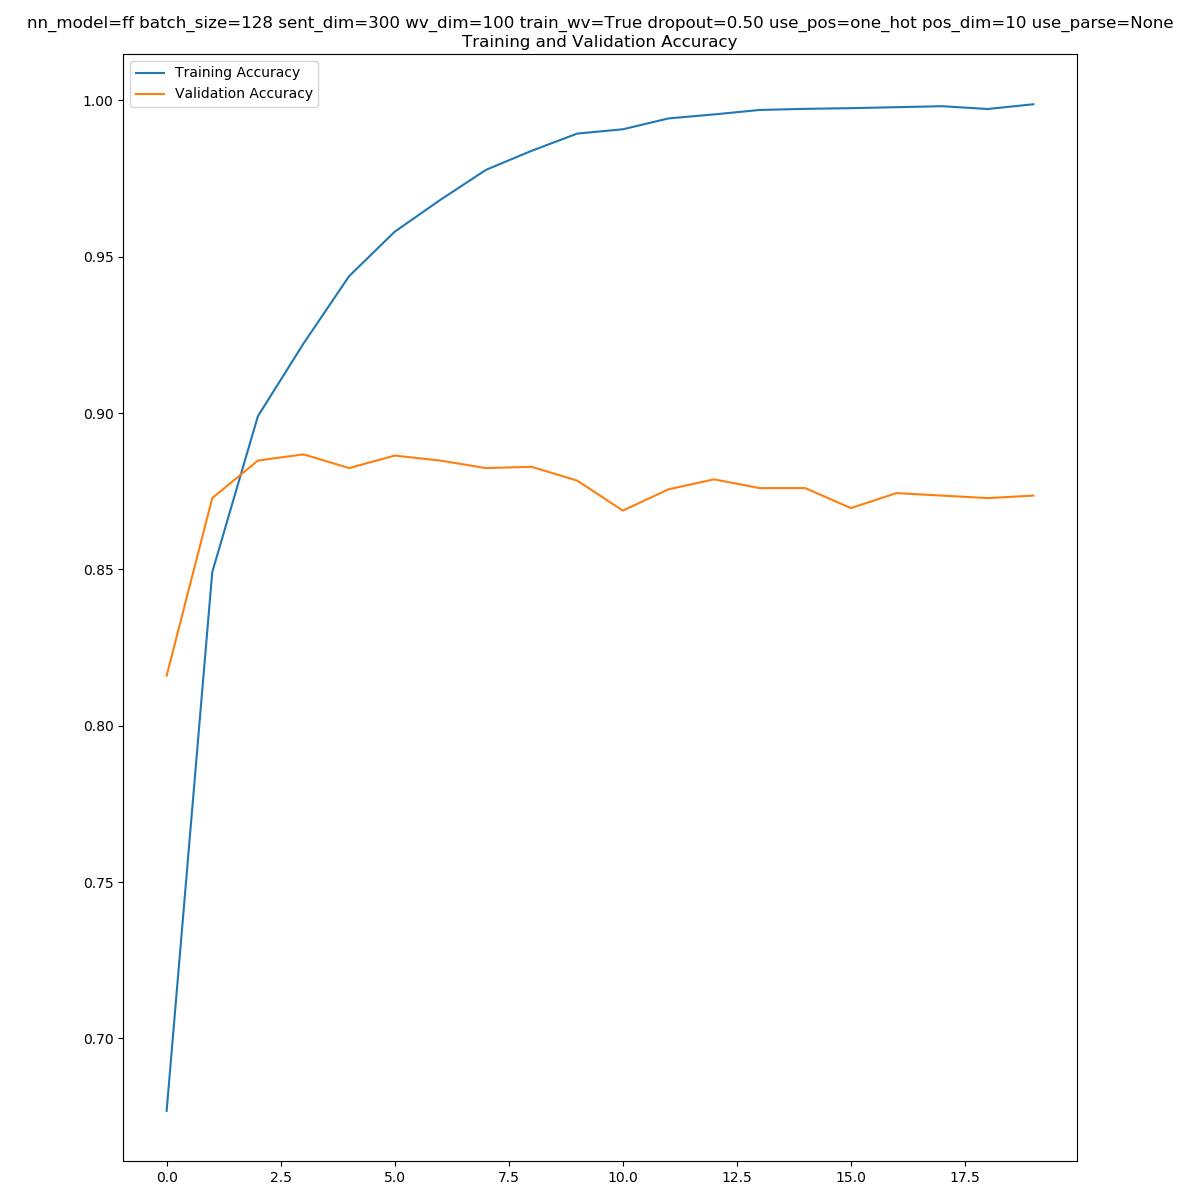 nn_model=ff batch_size=128 sent_dim=300 wv_dim=100 train_wv=True dropout=0.50 use_pos=one_hot pos_dim=10 use_parse=None
Training and Validation Accuracy
Training Accuracy
Validation Accuracy
1.00
0.95
0.90
0.85
0.80
0.75
0.70
0.0 2.5 5.0 7.5 10.0 12.5 15.0 17.5